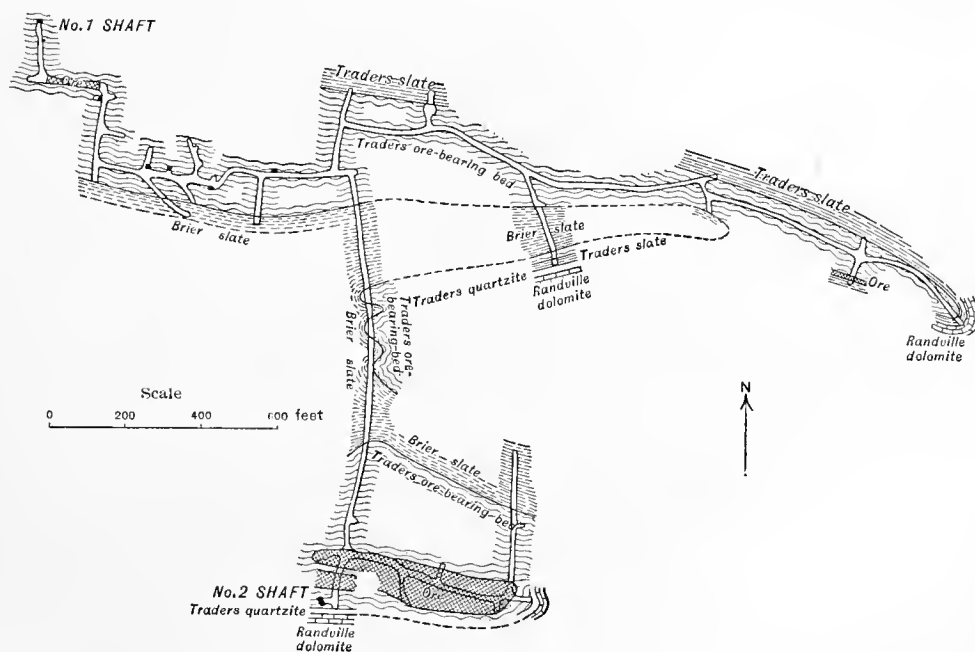 No. 1 SHAFT
Ore
Traders slate
Traders ore-bearing bed
Traders slate
Brier slate
Brier slate
Traders slate
Traders quartzite
Randville
dolomite
Ore
Randville
dolomite
Traders ore-
bearing-bed
Brier slate
Scale
0 200 400 600 feet
N
Brier slate
Traders ore-bearing-bed
No. 2 SHAFT
Ore
Traders quartzite
Randville
dolomite